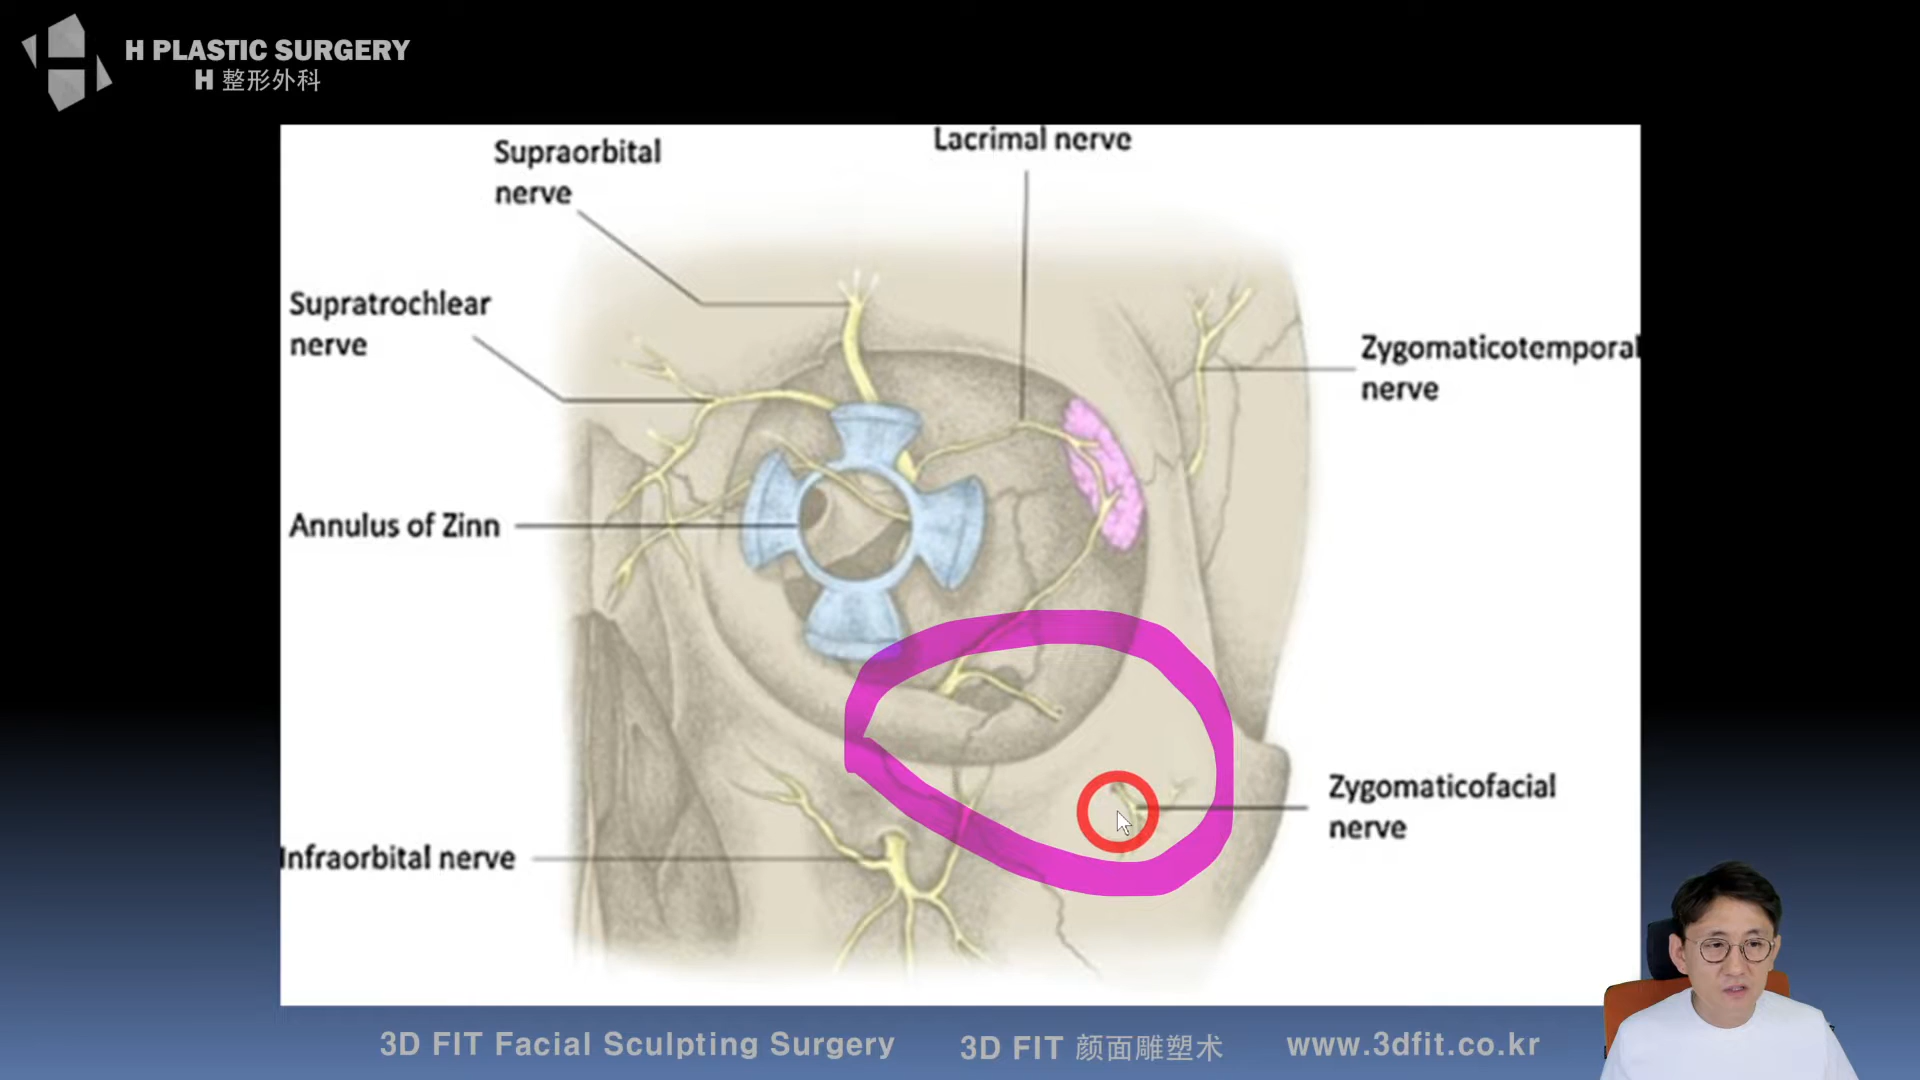 H PLASTIC SURGERY
H 整形外科
Supraorbital
nerve
Lacrimal nerve
Supratrochlear
nerve
Zygomaticotemporal
nerve
Annulus of Zinn
Zygomaticofacial
nerve
Infraorbital nerve
3D FIT Facial Sculpting Surgery 3D FIT 颜面雕塑术 www.3dfit.co.kr